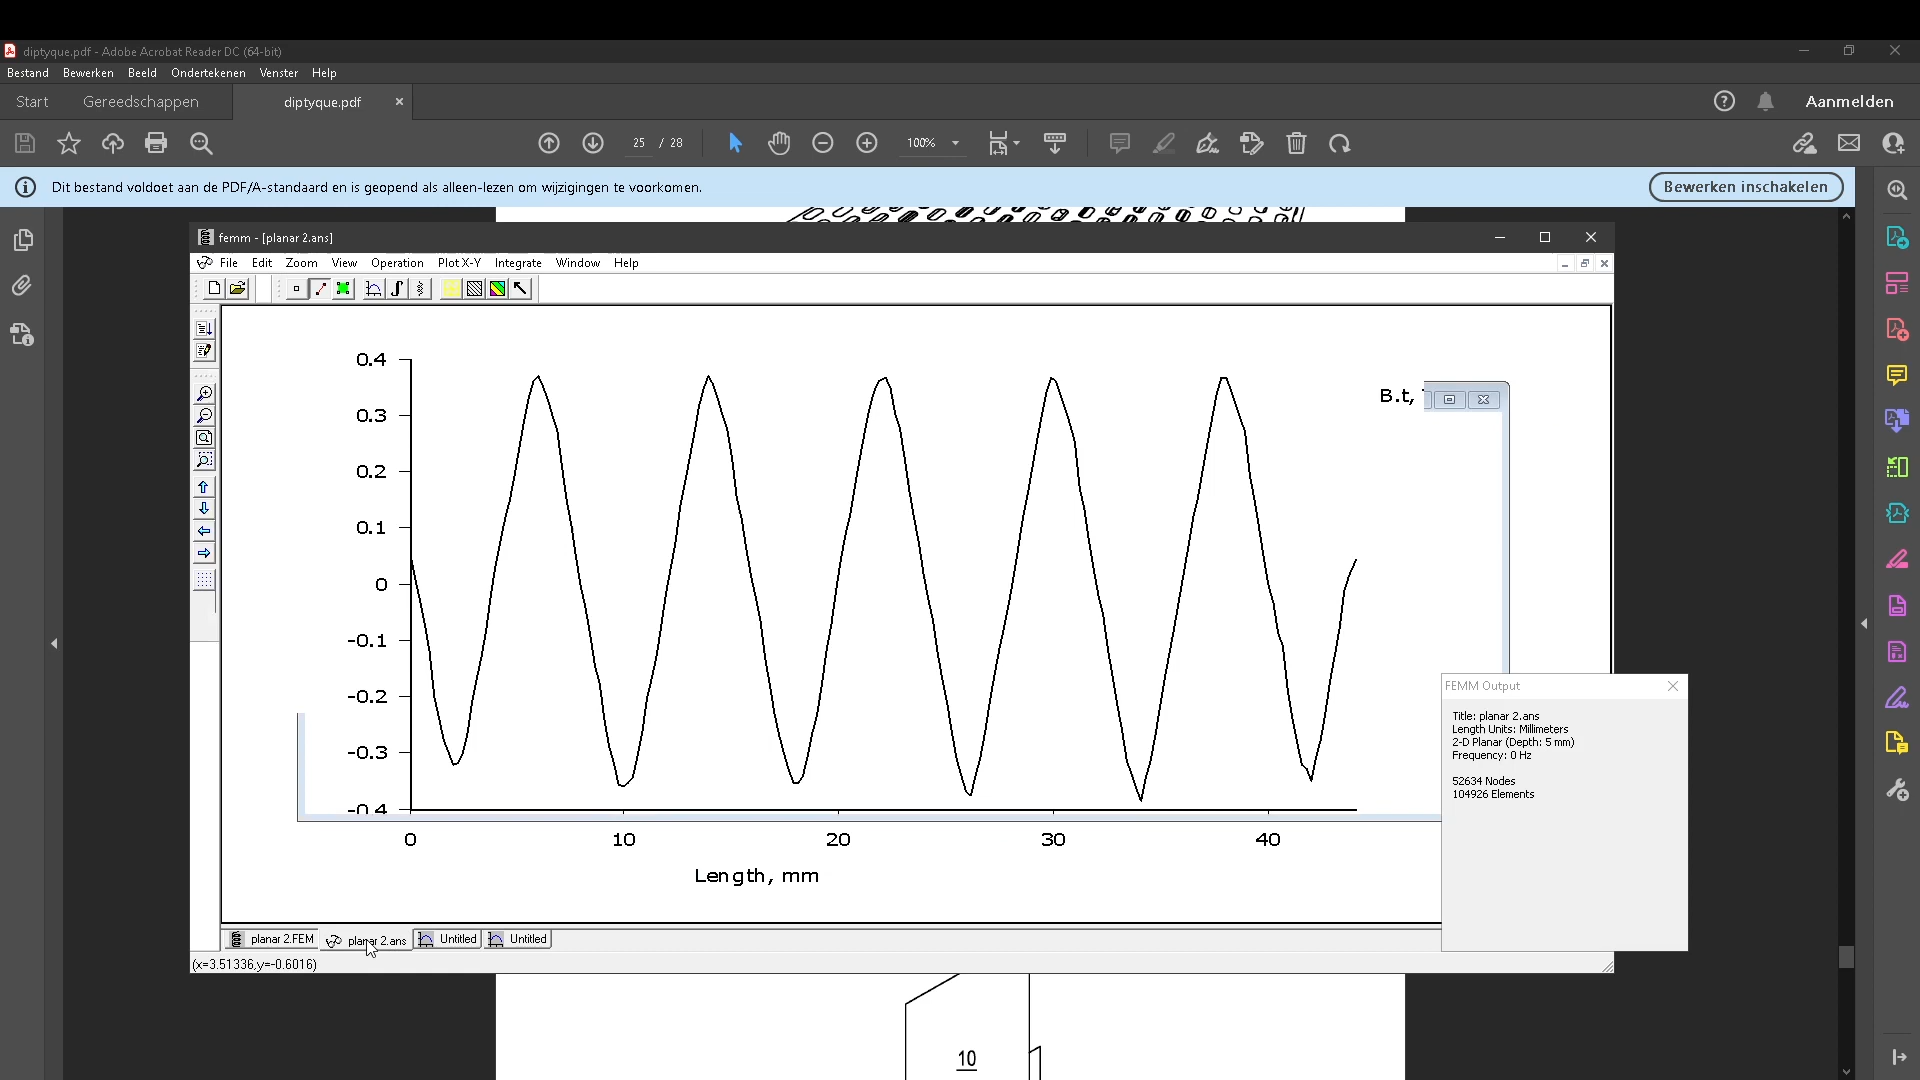 diptyque.pdf - Adobe Acrobat Reader DC (64-bit)
Bestand Bewerken Beeld Ondertekenen Venster Help
Start Gereedschappen diptyque.pdf Aanmelden
25 / 28 100%
Dit bestand voldoet aan de PDF/A-standaard en is geopend als alleen-lezen om wijzigingen te voorkomen. Bewerken inschakelen
femm - [planar 2.ans]
File Edit Zoom View Operation Plot X-Y Integrate Window Help
0.4
0.3
0.2
0.1
0
-0.1
-0.2
-0.3
-0.4
B.t,
0 10 20 30 40
Length, mm
FEMM Output
Title: planar 2.ans
Length Units: Millimeters
2-D Planar (Depth: 5 mm)
Frequency: 0 Hz
52634 Nodes
104926 Elements
planar 2.FEM planar 2.ans Untitled Untitled
(x=3.51336,y=-0.6016)
10